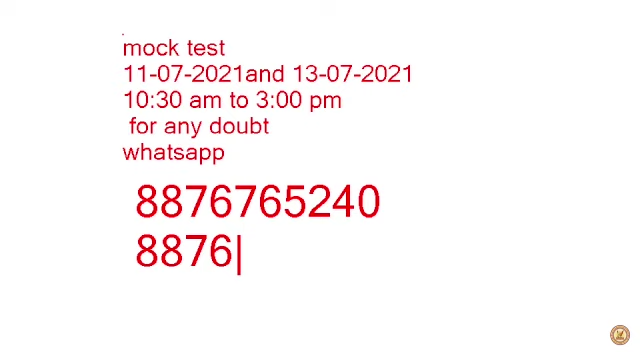 mock test
11-07-2021and 13-07-2021
10:30 am to 3:00 pm
for any doubt
whatsapp
8876765240
8876